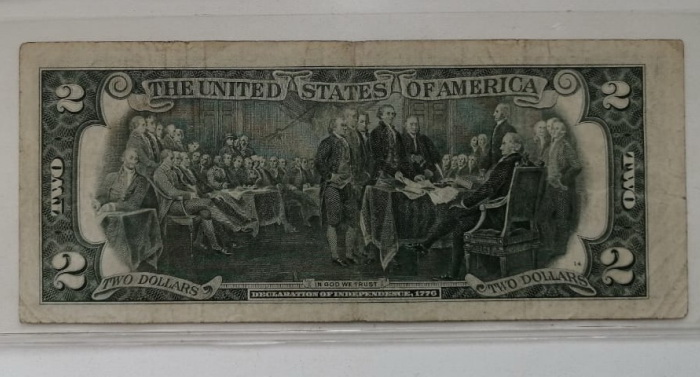 2 THE UNITED STATES OF AMERICA 2
TWO TWO
14
2 TWO DOLLARS IN GOD WE TRUST TWO DOLLARS 2
DECLARATION OF INDEPENDENCE, 1776